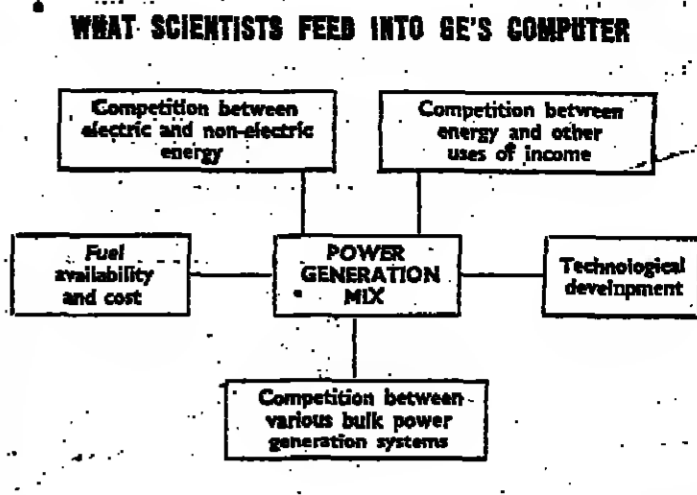 WHAT SCIENTISTS FEED INTO GE'S COMPUTER
Competition between
electric and non-electric
energy
Competition between
energy and other
uses of income
Fuel
availability
and cost
POWER
GENERATION
MIX
Technological
development
Competition between
various bulk power
generation systems